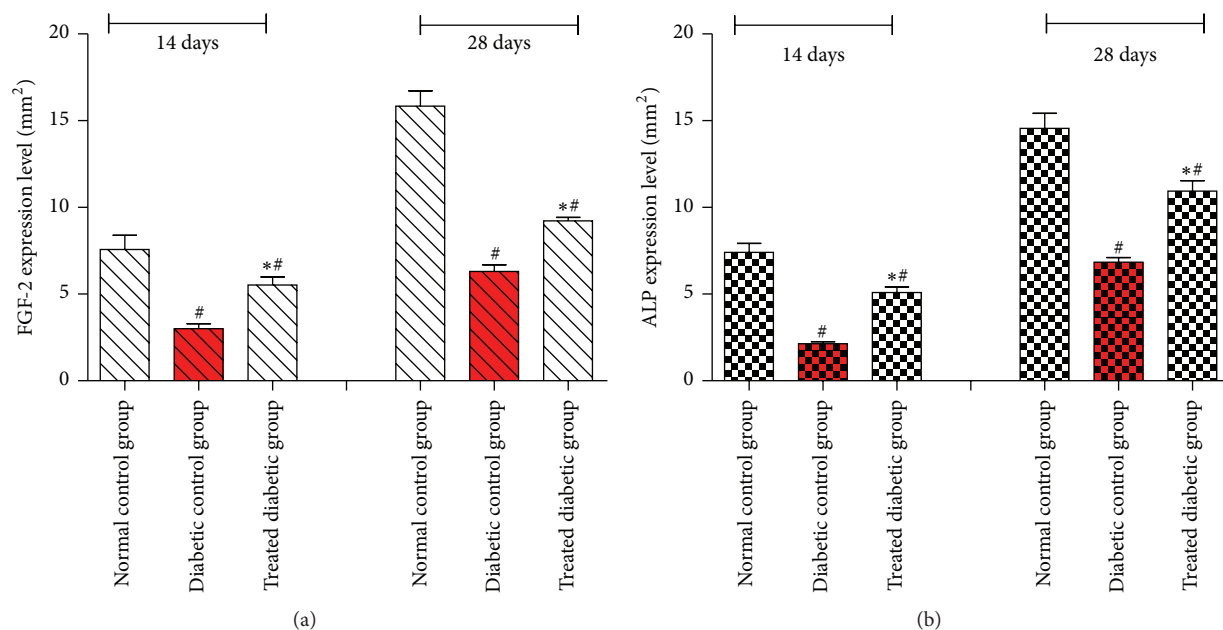 14 days
28 days
20
15
10
5
0
FGF-2 expression level (mm²)
#
*#
#
*#
Normal control group
Diabetic control group
Treated diabetic group
Normal control group
Diabetic control group
Treated diabetic group
(a)
14 days
28 days
20
15
10
5
0
ALP expression level (mm²)
#
*#
#
*#
Normal control group
Diabetic control group
Treated diabetic group
Normal control group
Diabetic control group
Treated diabetic group
(b)